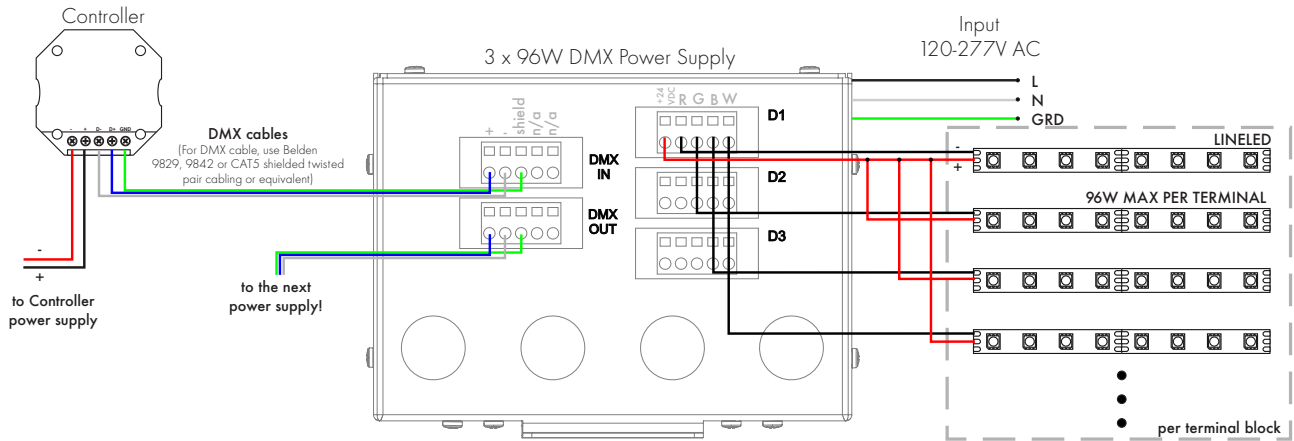 Controller
- + D- D+ GND
DMX cables
(For DMX cable, use Belden
9829, 9842 or CAT5 shielded twisted
pair cabling or equivalent)
-
+
to Controller
power supply
3 x 96W DMX Power Supply
+ - shield n/a n/a
DMX
IN
DMX
OUT
to the next
power supply!
+24
VDC R G B W
D1
D2
D3
Input
120-277V AC
L
N
GRD
-
+
LINELED
96W MAX PER TERMINAL
per terminal block